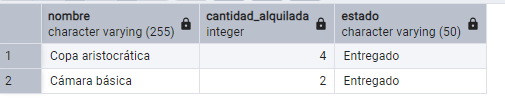 nombre cantidad_alquilada estado
character varying (255) integer character varying (50)
1 Copa aristocrática 4 Entregado
2 Cámara básica 2 Entregado